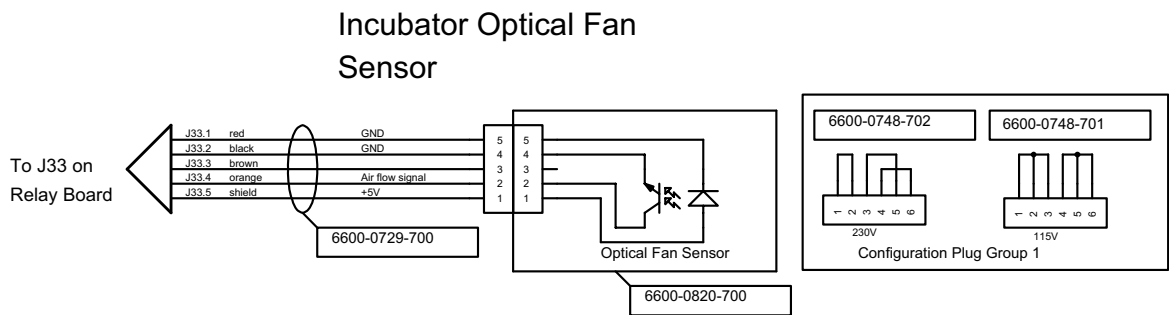 Incubator Optical Fan
Sensor
To J33 on
Relay Board
J33.1 red GND
J33.2 black GND
J33.3 brown
J33.4 orange Air flow signal
J33.5 shield +5V
6600-0729-700
5 5
4 4
3 3
2 2
1 1
Optical Fan Sensor
6600-0820-700
6600-0748-702
6600-0748-701
1 2 3 4 5 6
230V
1 2 3 4 5 6
115V
Configuration Plug Group 1